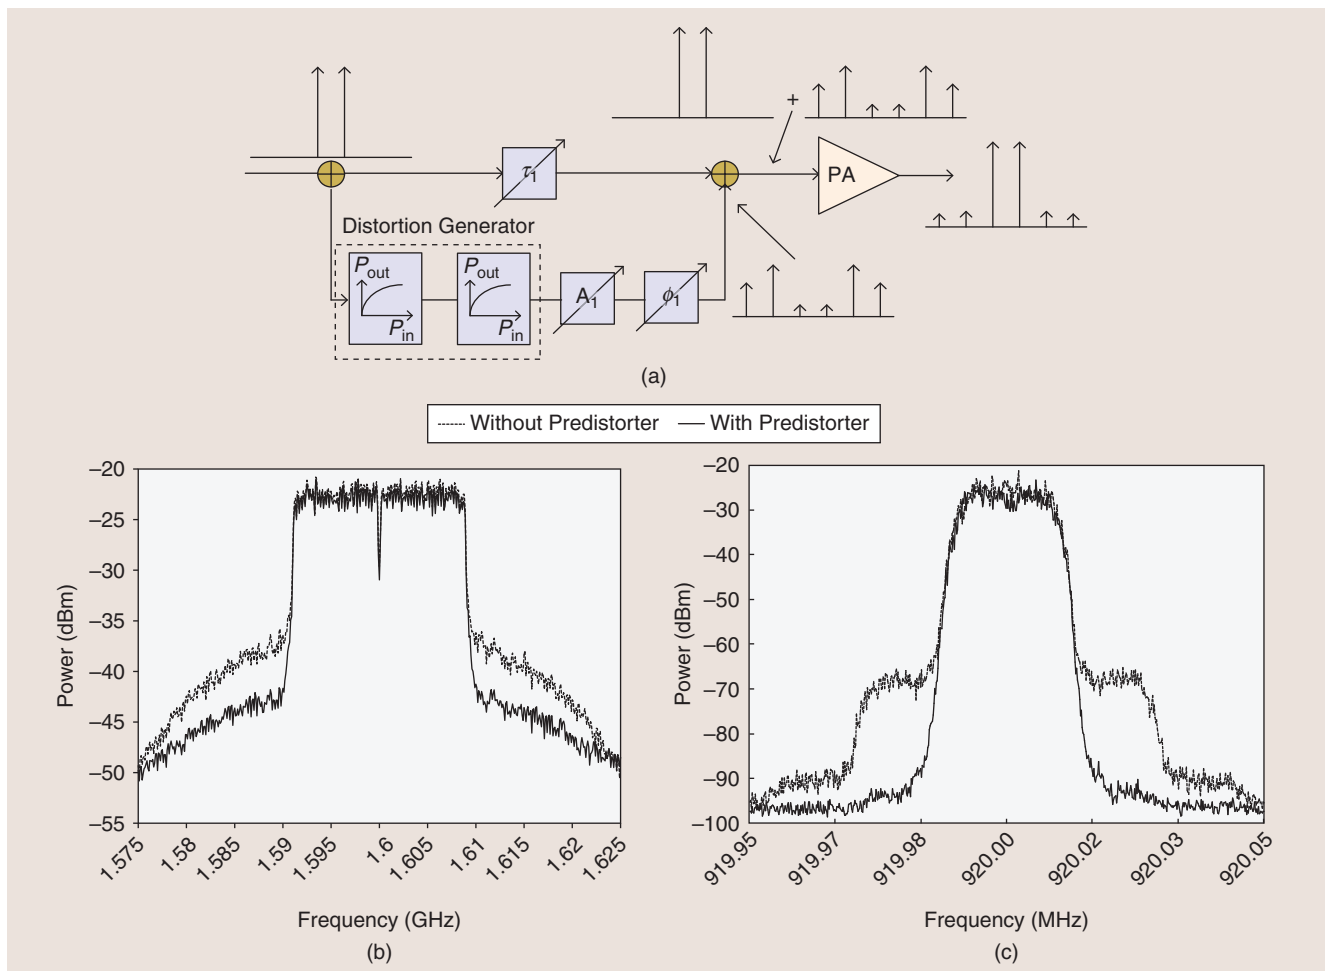 +
τ1
PA
Distortion Generator
Pout
Pin
Pout
Pin
A1
ϕ1
(a)
Without Predistorter
With Predistorter
–20
–25
–30
–35
–40
–45
–50
–55
Power (dBm)
1.575
1.58
1.585
1.59
1.595
1.6
1.605
1.61
1.615
1.62
1.625
Frequency (GHz)
(b)
–20
–30
–40
–50
–60
–70
–80
–90
–100
Power (dBm)
919.95
919.97
919.98
920.00
920.02
920.03
920.05
Frequency (MHz)
(c)